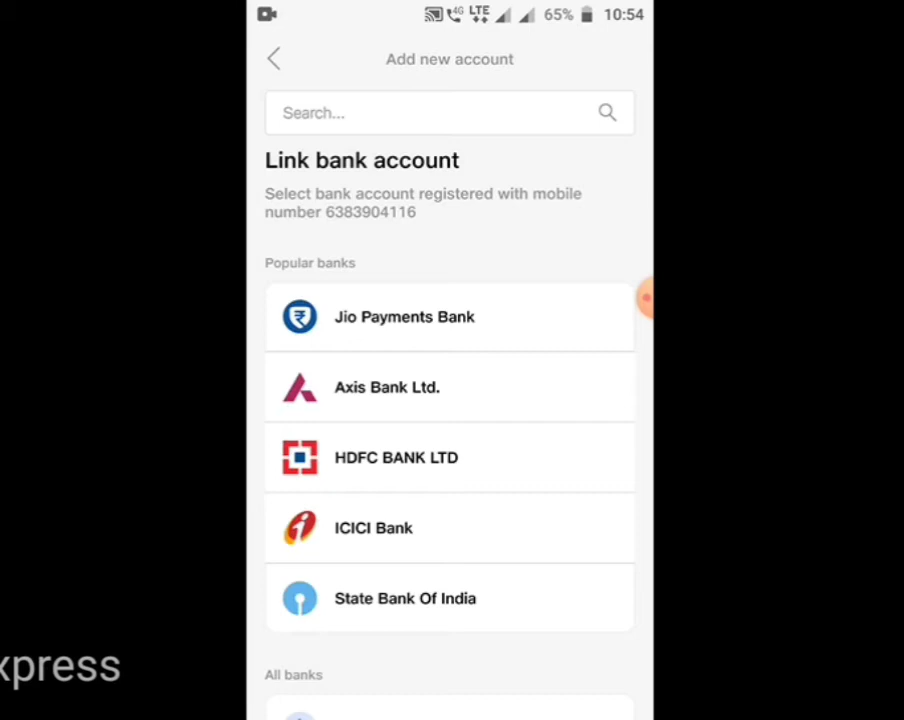 4G LTE 65% 10:54
Add new account
Search...
Link bank account
Select bank account registered with mobile
number 6383904116
Popular banks
Jio Payments Bank
Axis Bank Ltd.
HDFC BANK LTD
ICICI Bank
State Bank Of India
xpress
All banks